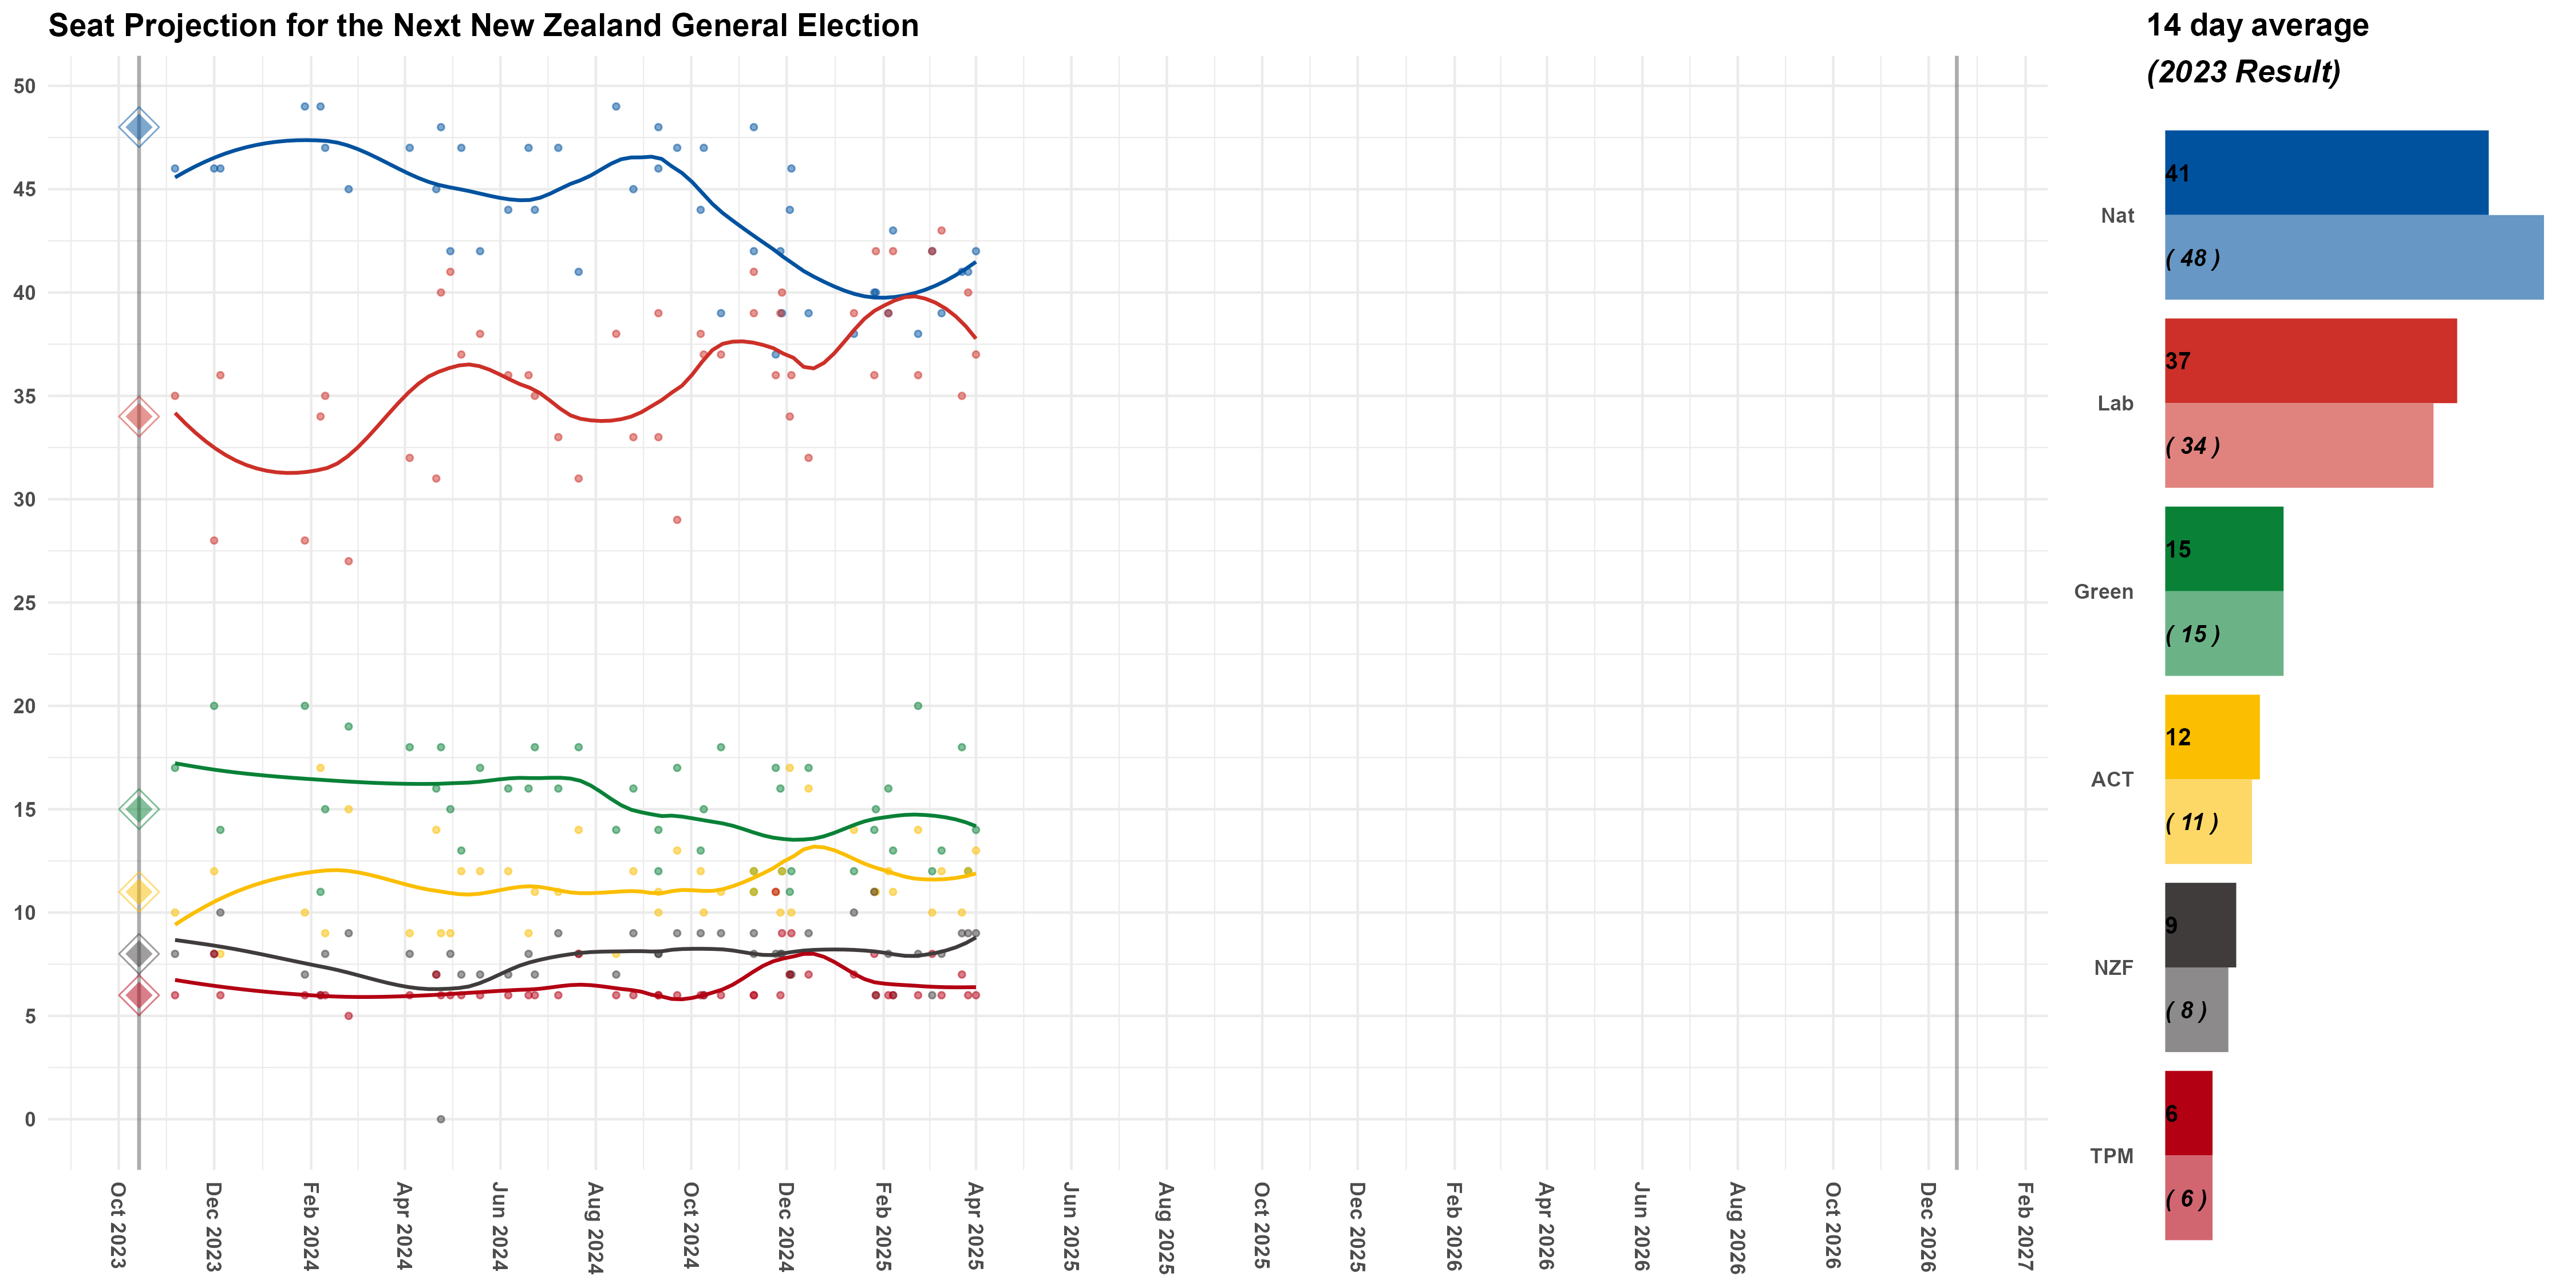 Seat Projection for the Next New Zealand General Election
50
45
40
35
30
25
20
15
10
5
0
Oct 2023
Dec 2023
Feb 2024
Apr 2024
Jun 2024
Aug 2024
Oct 2024
Dec 2024
Feb 2025
Apr 2025
Jun 2025
Aug 2025
Oct 2025
Dec 2025
Feb 2026
Apr 2026
Jun 2026
Aug 2026
Oct 2026
Dec 2026
Feb 2027
14 day average
(2023 Result)
Nat
41
( 48 )
Lab
37
( 34 )
Green
15
( 15 )
ACT
12
( 11 )
NZF
9
( 8 )
TPM
6
( 6 )